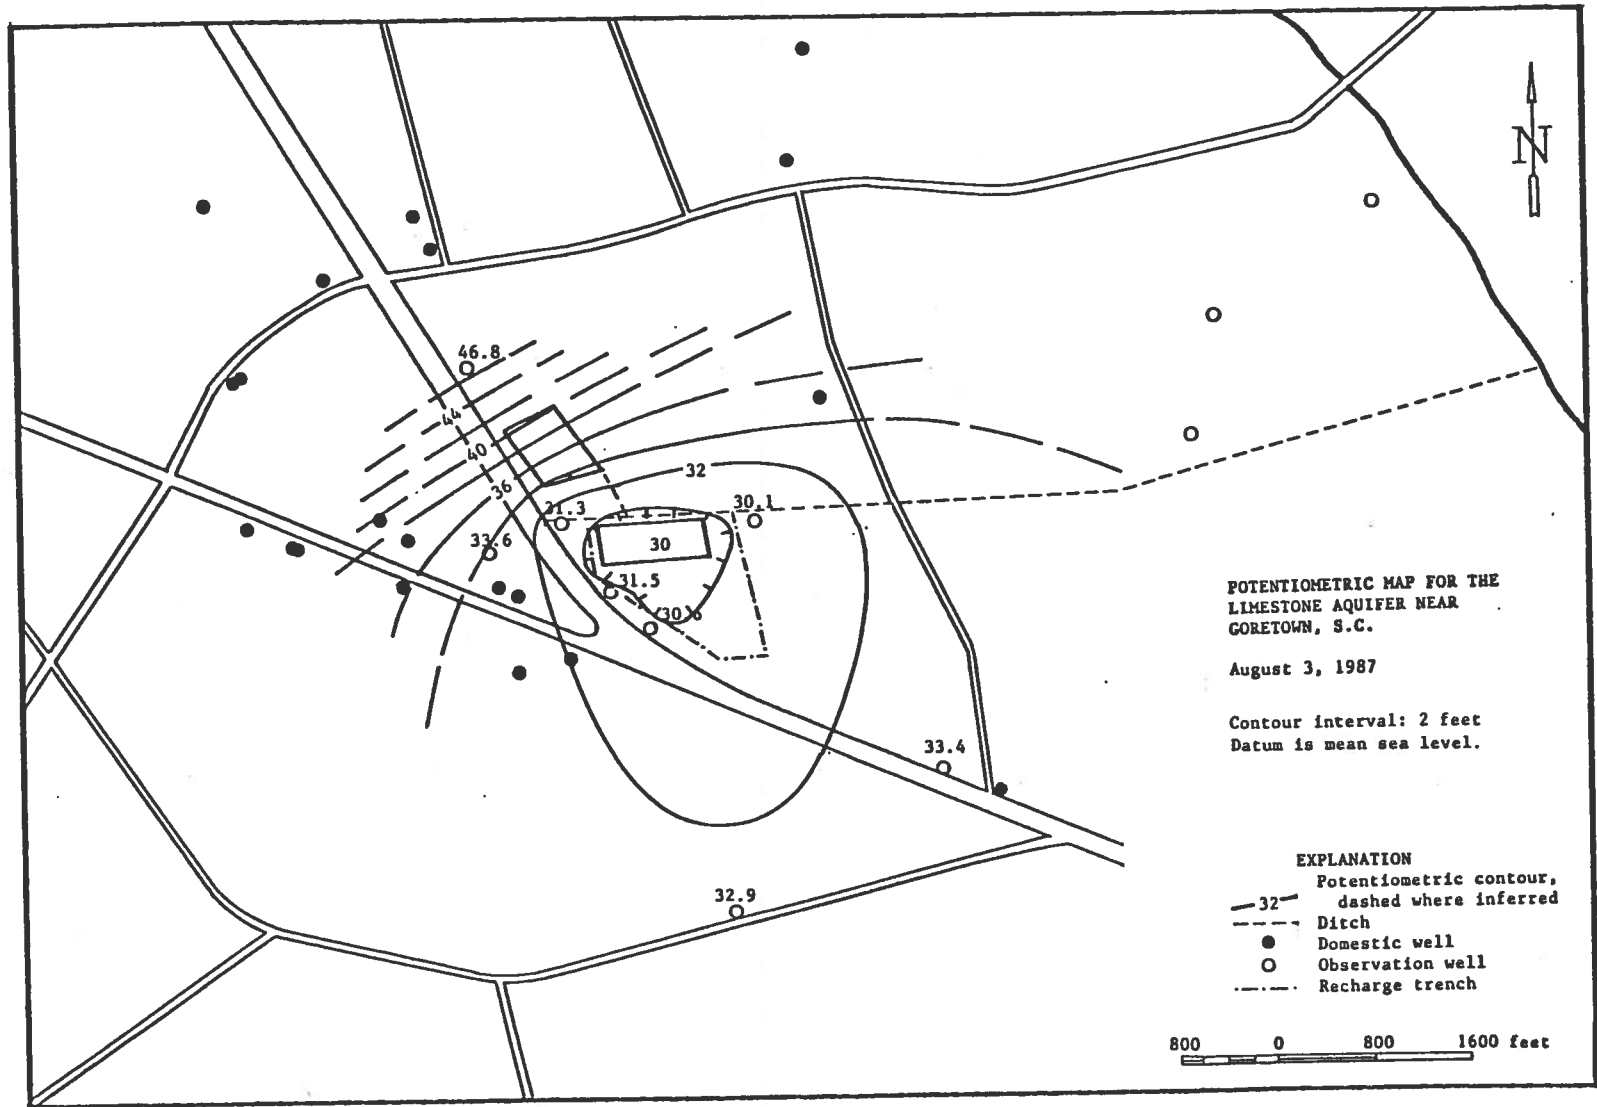 N
46.8
44
40
36
32
31.3
30.1
33.6
30
31.5
33.4
32.9
POTENTIOMETRIC MAP FOR THE
LIMESTONE AQUIFER NEAR
GORETOWN, S.C.
August 3, 1987
Contour interval: 2 feet
Datum is mean sea level.
EXPLANATION
Potentiometric contour,
32 dashed where inferred
Ditch
Domestic well
Observation well
Recharge trench
800 0 800 1600 feet